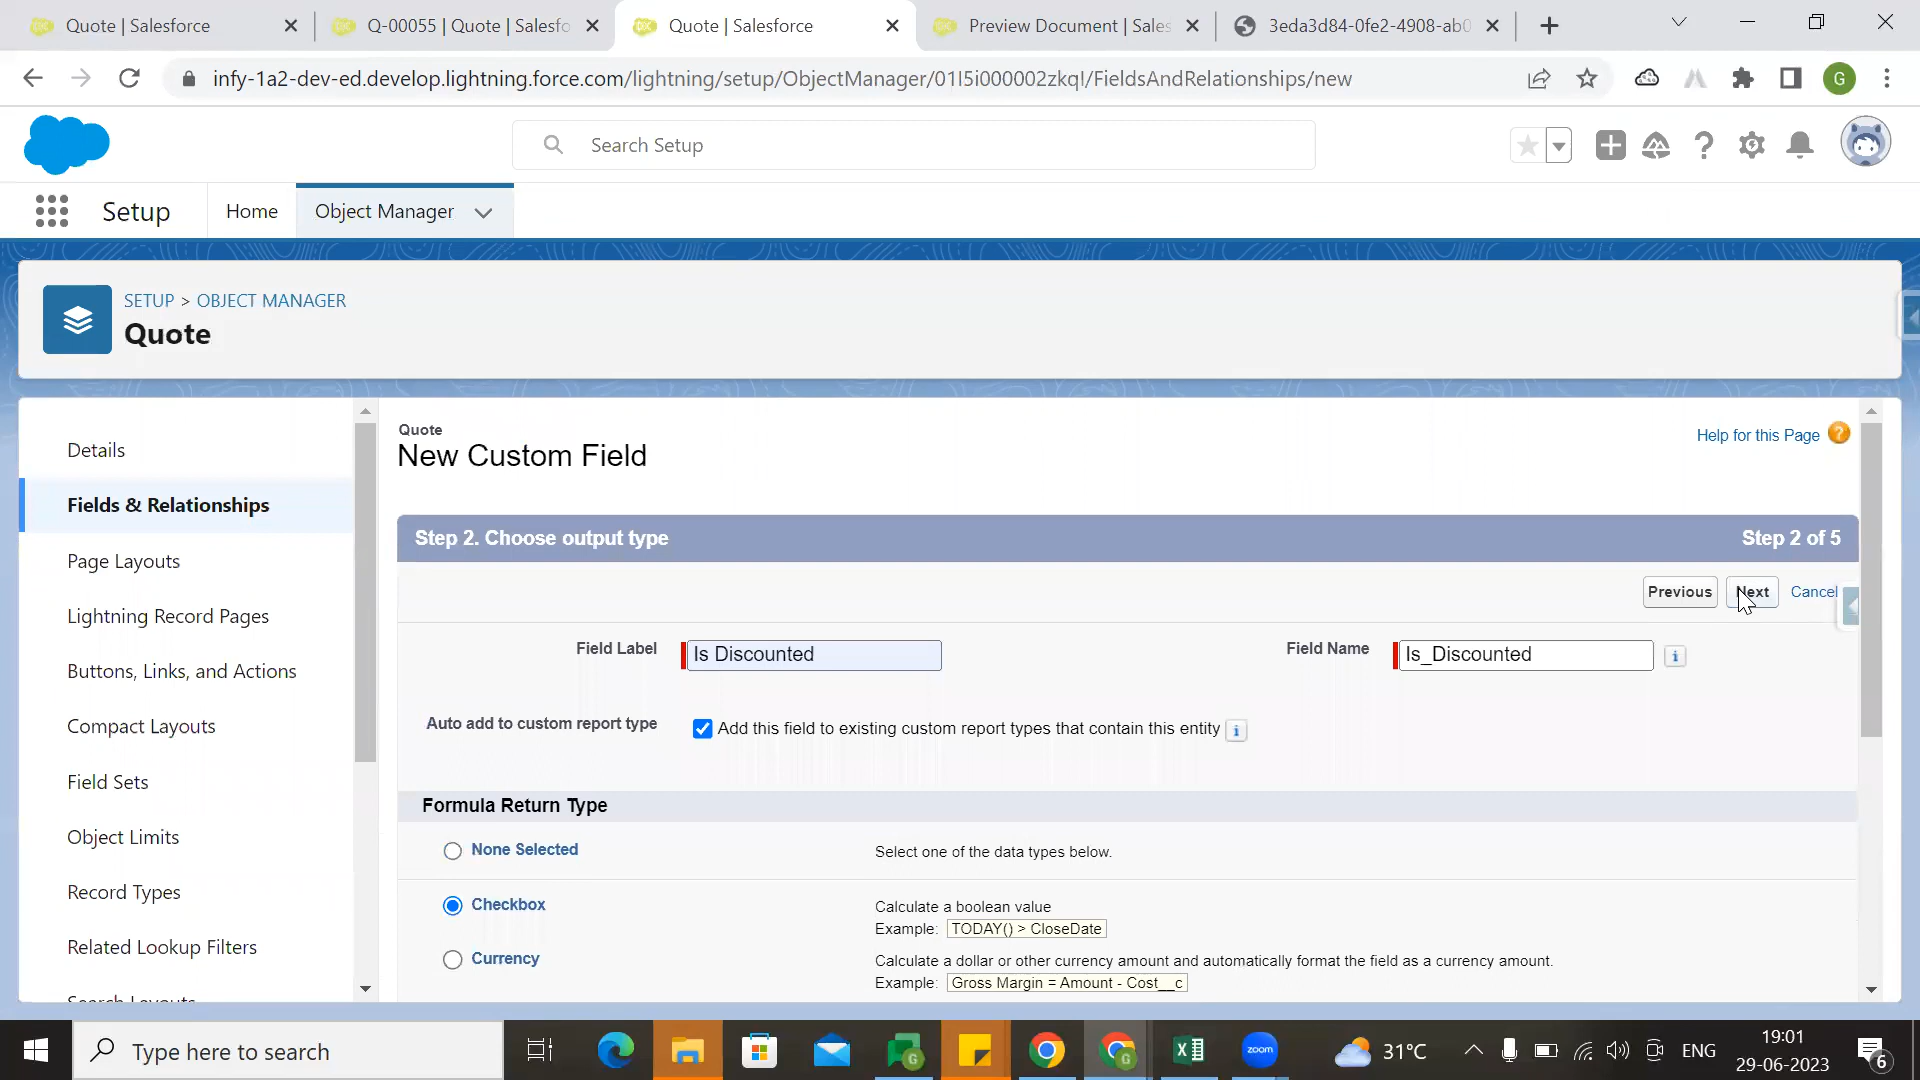 Quote | Salesforce
Q-00055 | Quote | Salesfo
Quote | Salesforce
Preview Document | Sales
3eda3d84-0fe2-4908-ab0
infy-1a2-dev-ed.develop.lightning.force.com/lightning/setup/ObjectManager/01I5i000002zkqI/FieldsAndRelationships/new
G
Search Setup
Setup
Home
Object Manager
SETUP > OBJECT MANAGER
Quote
Details
Fields & Relationships
Page Layouts
Lightning Record Pages
Buttons, Links, and Actions
Compact Layouts
Field Sets
Object Limits
Record Types
Related Lookup Filters
Search Layouts
Quote
New Custom Field
Help for this Page
Step 2. Choose output type
Step 2 of 5
Previous
Next
Cancel
Field Label
Is Discounted
Field Name
Is_Discounted
Auto add to custom report type
Add this field to existing custom report types that contain this entity
Formula Return Type
None Selected
Select one of the data types below.
Checkbox
Calculate a boolean value
Example: TODAY() > CloseDate
Currency
Calculate a dollar or other currency amount and automatically format the field as a currency amount.
Example: Gross Margin = Amount - Cost__c
Type here to search
zoom
31°C
ENG
19:01
29-06-2023
6